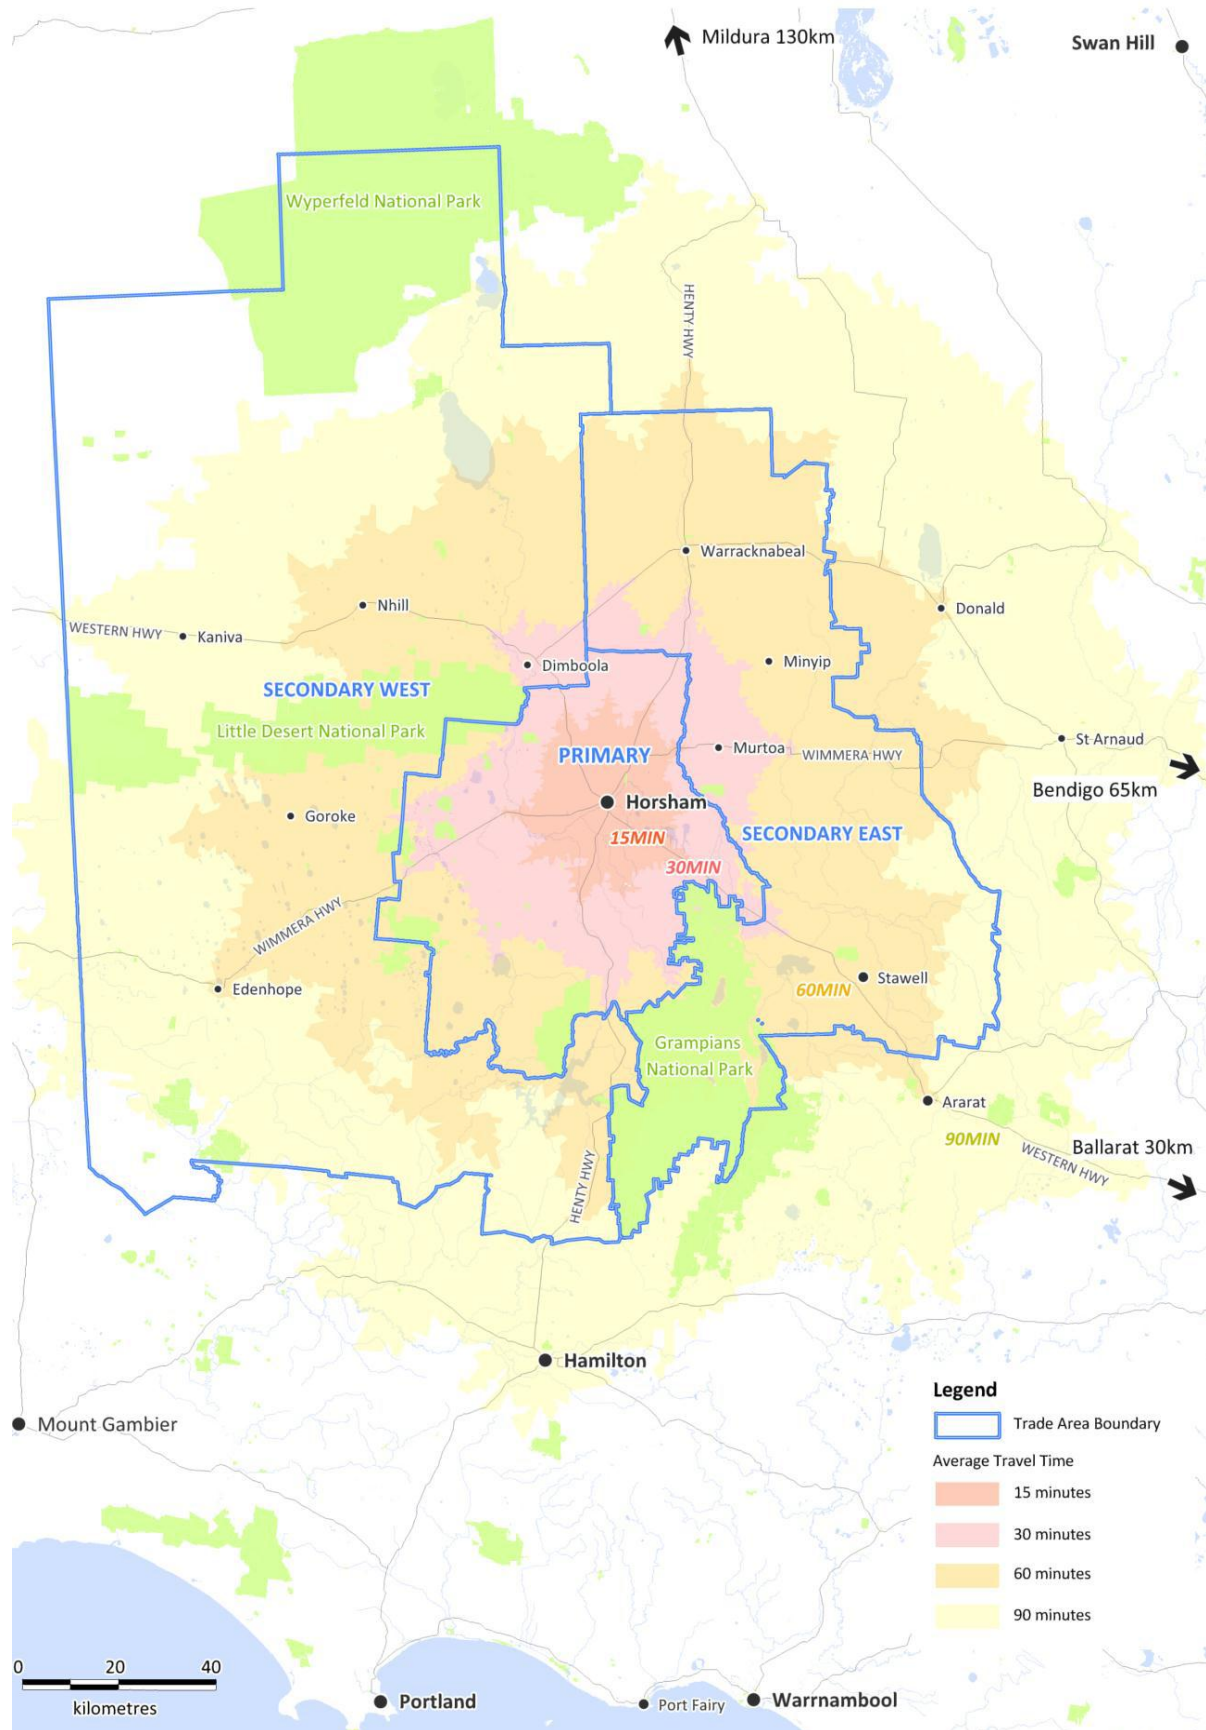 Mildura 130km
Swan Hill
Wyperfeld National Park
HENTY HWY
Warracknabeal
Nhill
Donald
WESTERN HWY
Kaniva
Dimboola
Minyip
SECONDARY WEST
Little Desert National Park
PRIMARY
Murtoa
WIMMERA HWY
St Arnaud
Bendigo 65km
Horsham
Goroke
15MIN
SECONDARY EAST
30MIN
WIMMERA HWY
Edenhope
Stawell
60MIN
Grampians
National Park
Ararat
90MIN
WESTERN HWY
Ballarat 30km
HENTY HWY
Hamilton
Mount Gambier
Legend
Trade Area Boundary
Average Travel Time
15 minutes
30 minutes
60 minutes
90 minutes
0 20 40
kilometres
Portland
Port Fairy
Warrnambool